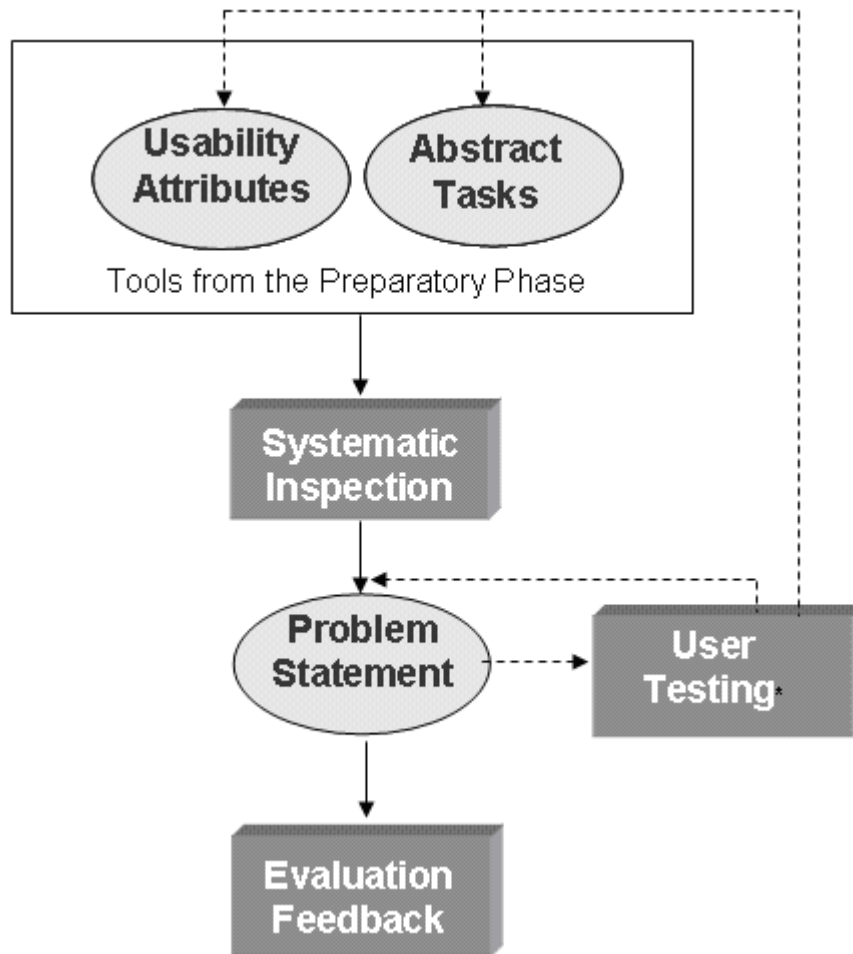 Usability
Attributes
Abstract
Tasks
Tools from the Preparatory Phase
Systematic
Inspection
Problem
Statement
User
Testing*
Evaluation
Feedback